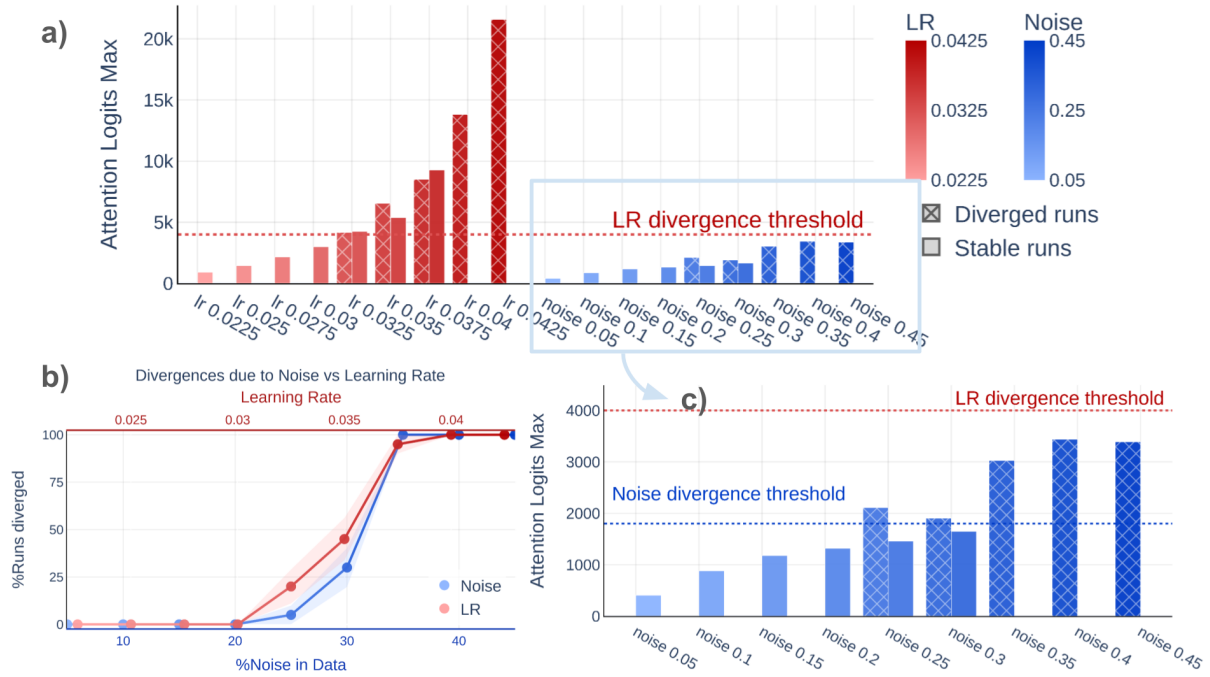 a)
Attention Logits Max
20k
15k
10k
5k
0
LR divergence threshold
lr 0.0225
lr 0.025
lr 0.0275
lr 0.03
lr 0.0325
lr 0.035
lr 0.0375
lr 0.04
lr 0.0425
noise 0.05
noise 0.1
noise 0.15
noise 0.2
noise 0.25
noise 0.3
noise 0.35
noise 0.4
noise 0.45
LR
0.0425
0.0325
0.0225
Noise
0.45
0.25
0.05
Diverged runs
Stable runs
b)
Divergences due to Noise vs Learning Rate
Learning Rate
0.025
0.03
0.035
0.04
%Runs diverged
100
75
50
25
0
Noise
LR
10
20
30
40
%Noise in Data
c)
Attention Logits Max
4000
3000
2000
1000
0
LR divergence threshold
Noise divergence threshold
noise 0.05
noise 0.1
noise 0.15
noise 0.2
noise 0.25
noise 0.3
noise 0.35
noise 0.4
noise 0.45